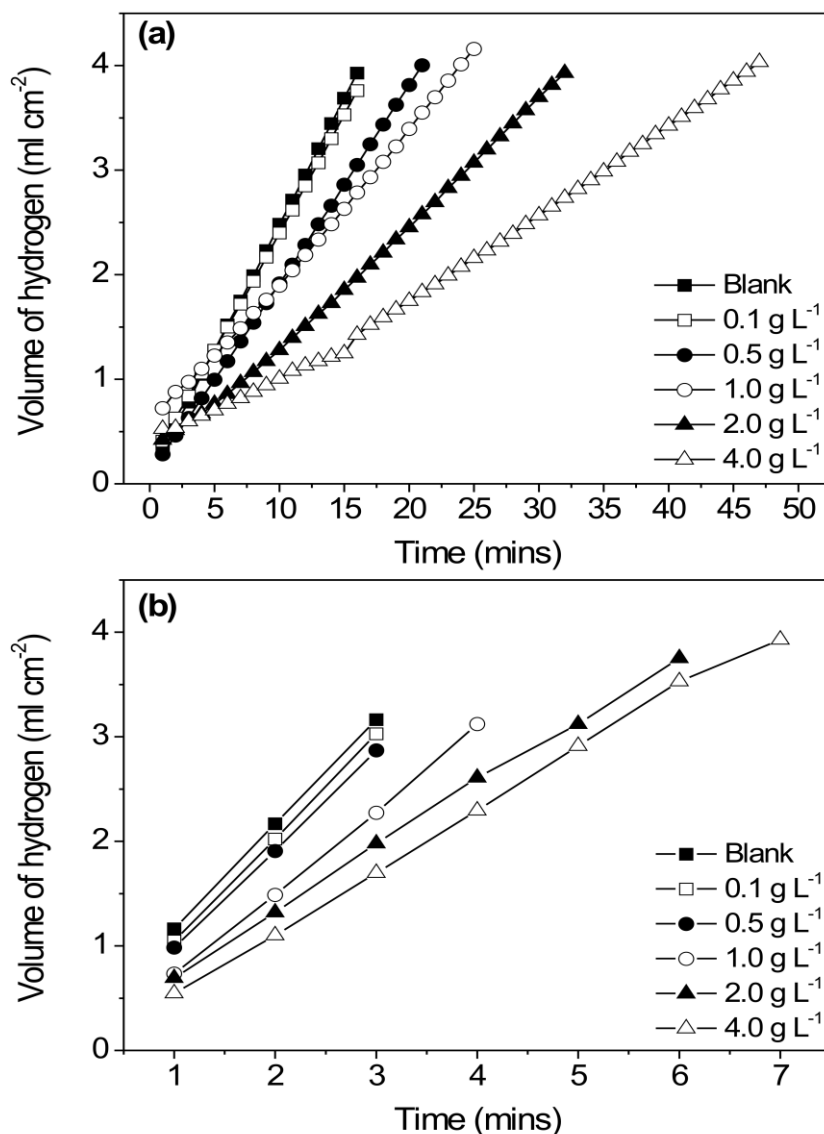 (a)
Volume of hydrogen (ml cm⁻²)
4
3
2
1
0
Blank
0.1 g L⁻¹
0.5 g L⁻¹
1.0 g L⁻¹
2.0 g L⁻¹
4.0 g L⁻¹
0 5 10 15 20 25 30 35 40 45 50
Time (mins)
(b)
Volume of hydrogen (ml cm⁻²)
4
3
2
1
0
Blank
0.1 g L⁻¹
0.5 g L⁻¹
1.0 g L⁻¹
2.0 g L⁻¹
4.0 g L⁻¹
1 2 3 4 5 6 7
Time (mins)